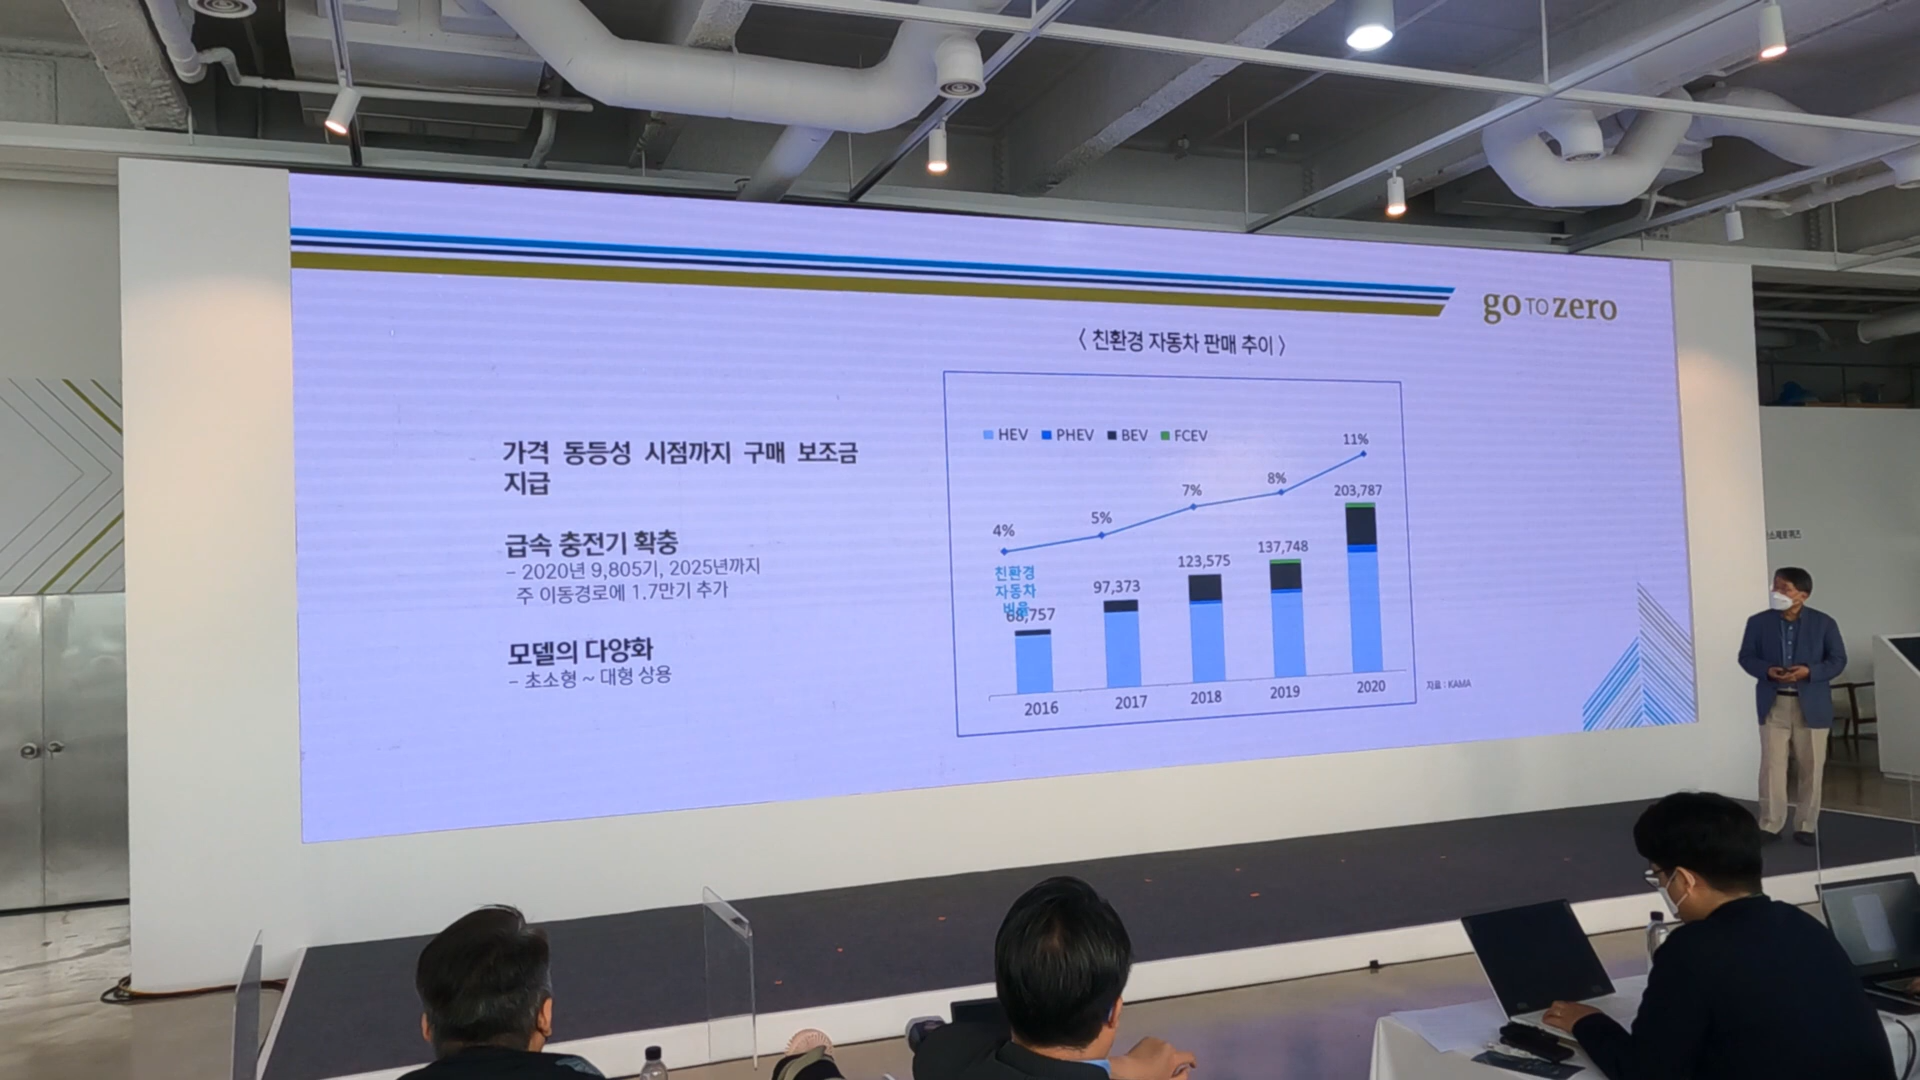 go TO zero
〈 친환경 자동차 판매 추이 〉
가격 동등성 시점까지 구매 보조금
지급
급속 충전기 확충
– 2020년 9,805기, 2025년까지
주 이동경로에 1.7만기 추가
모델의 다양화
– 초소형 ~ 대형 상용
HEV PHEV BEV FCEV
4% 5% 7% 8% 11%
친환경
자동차
비율
68,757 97,373 123,575 137,748 203,787
2016 2017 2018 2019 2020
자료 : KAMA